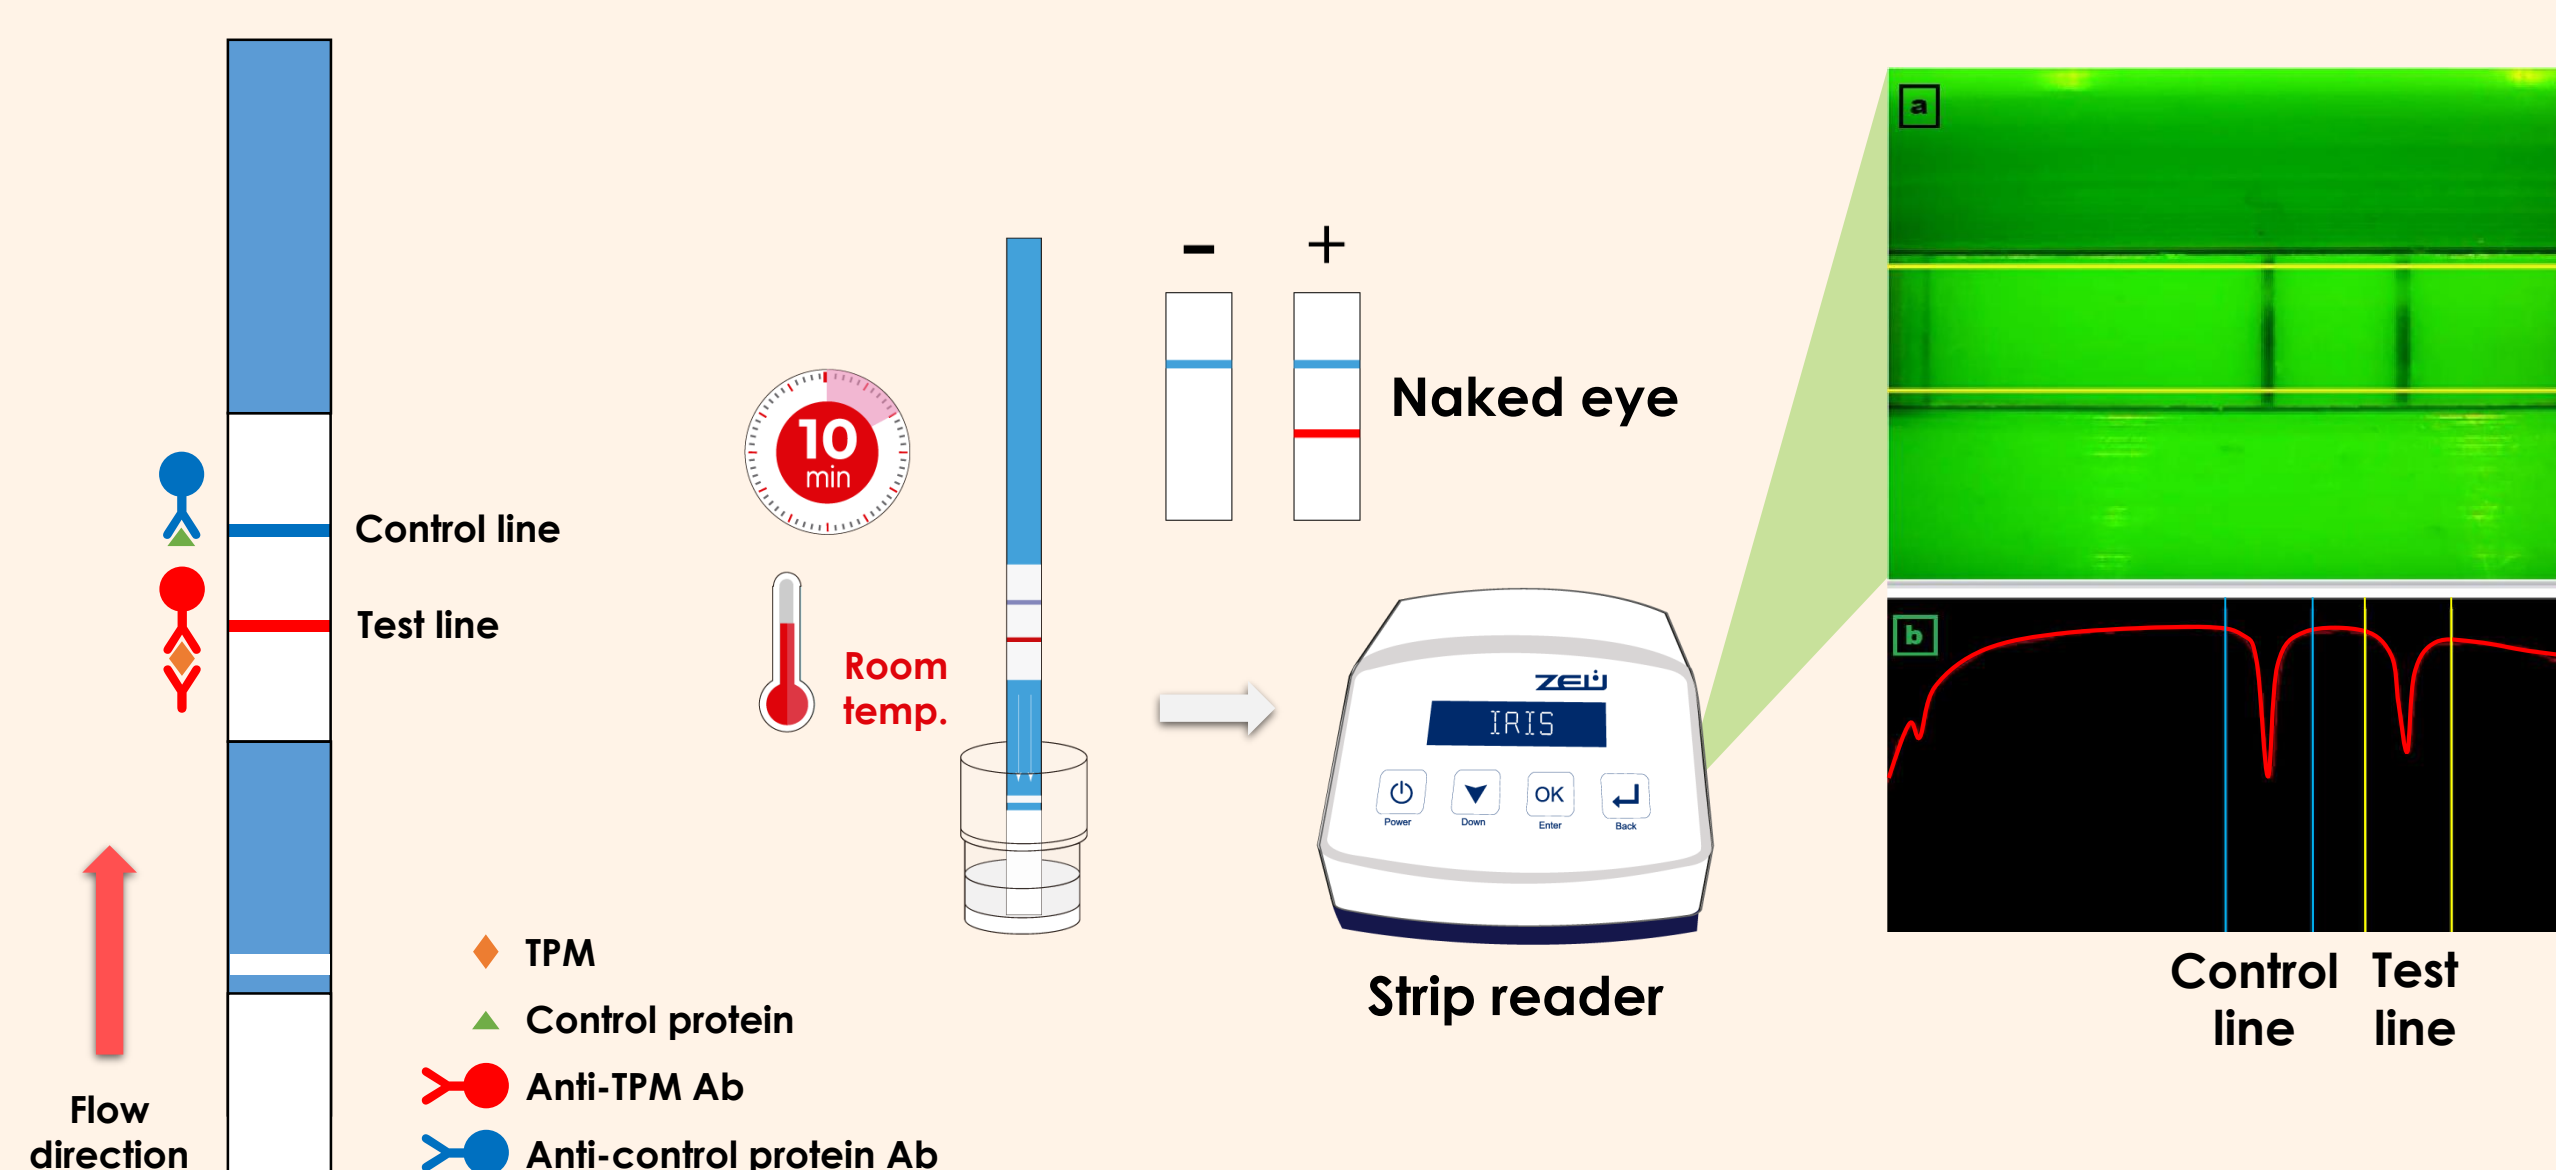 Control line
Test line
Flow
direction
TPM
Control protein
Anti-TPM Ab
Anti-control protein Ab
10
min
Room
temp.
-
+
Naked eye
ZEU
IRIS
Power
Down
OK
Enter
Back
Strip reader
a
b
Control
line
Test
line